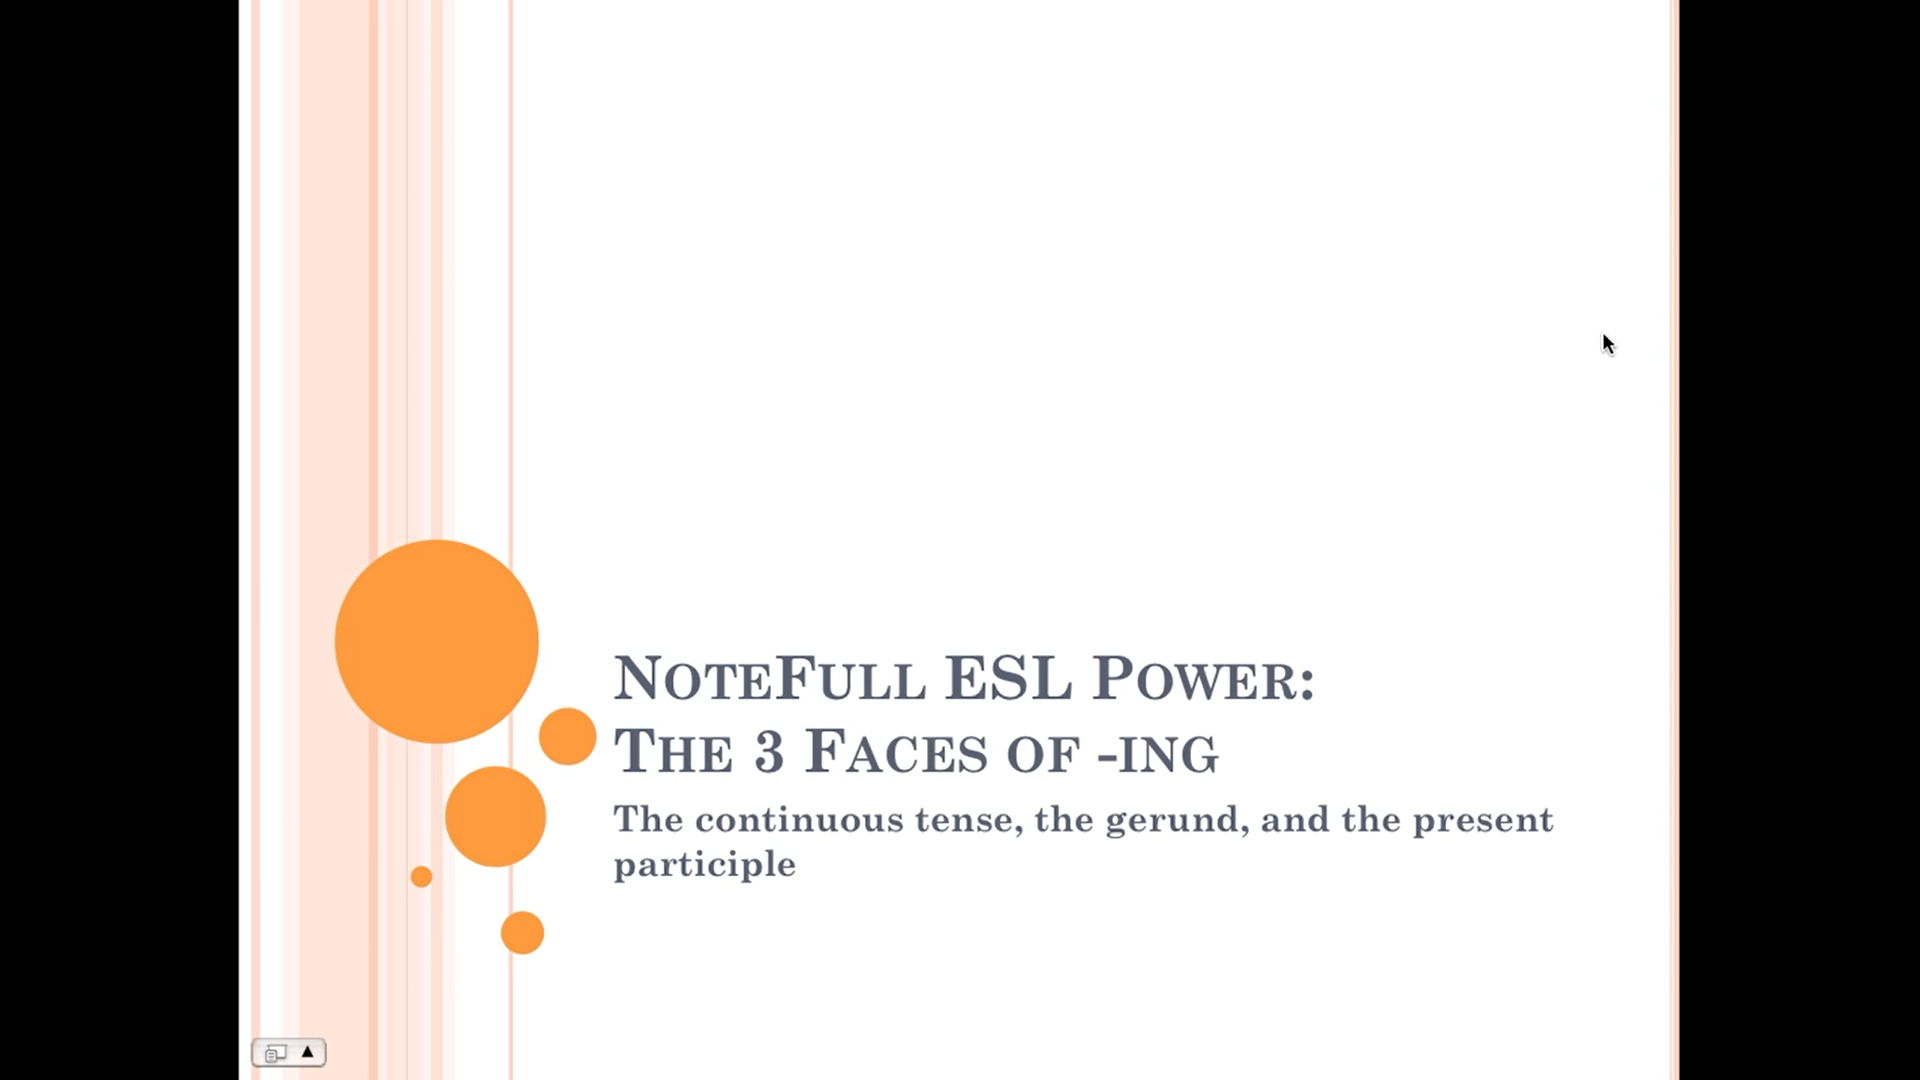 NoteFull ESL Power:
The 3 Faces of -ing
The continuous tense, the gerund, and the present
participle